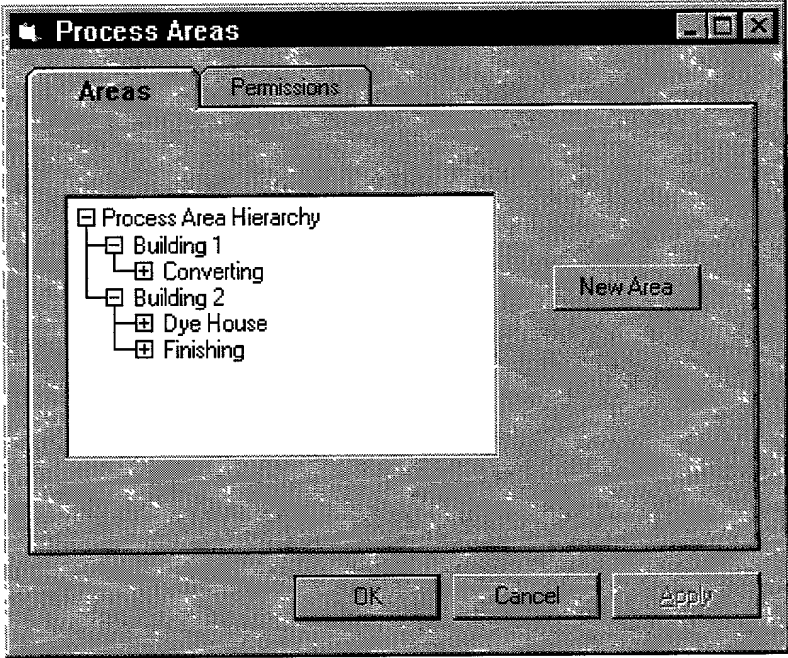 Process Areas
Areas Permissions
Process Area Hierarchy
Building 1
Converting
Building 2
Dye House
Finishing
New Area
OK Cancel Apply